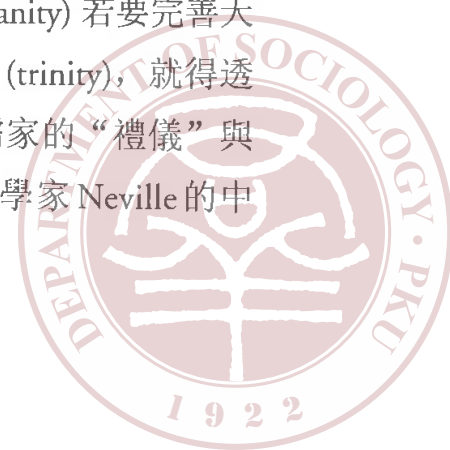 anity) 若要完善大
(trinity)，就得透
家的“禮儀”與
學家 Neville 的中
DEPARTMENT OF SOCIOLOGY · PKU
1922